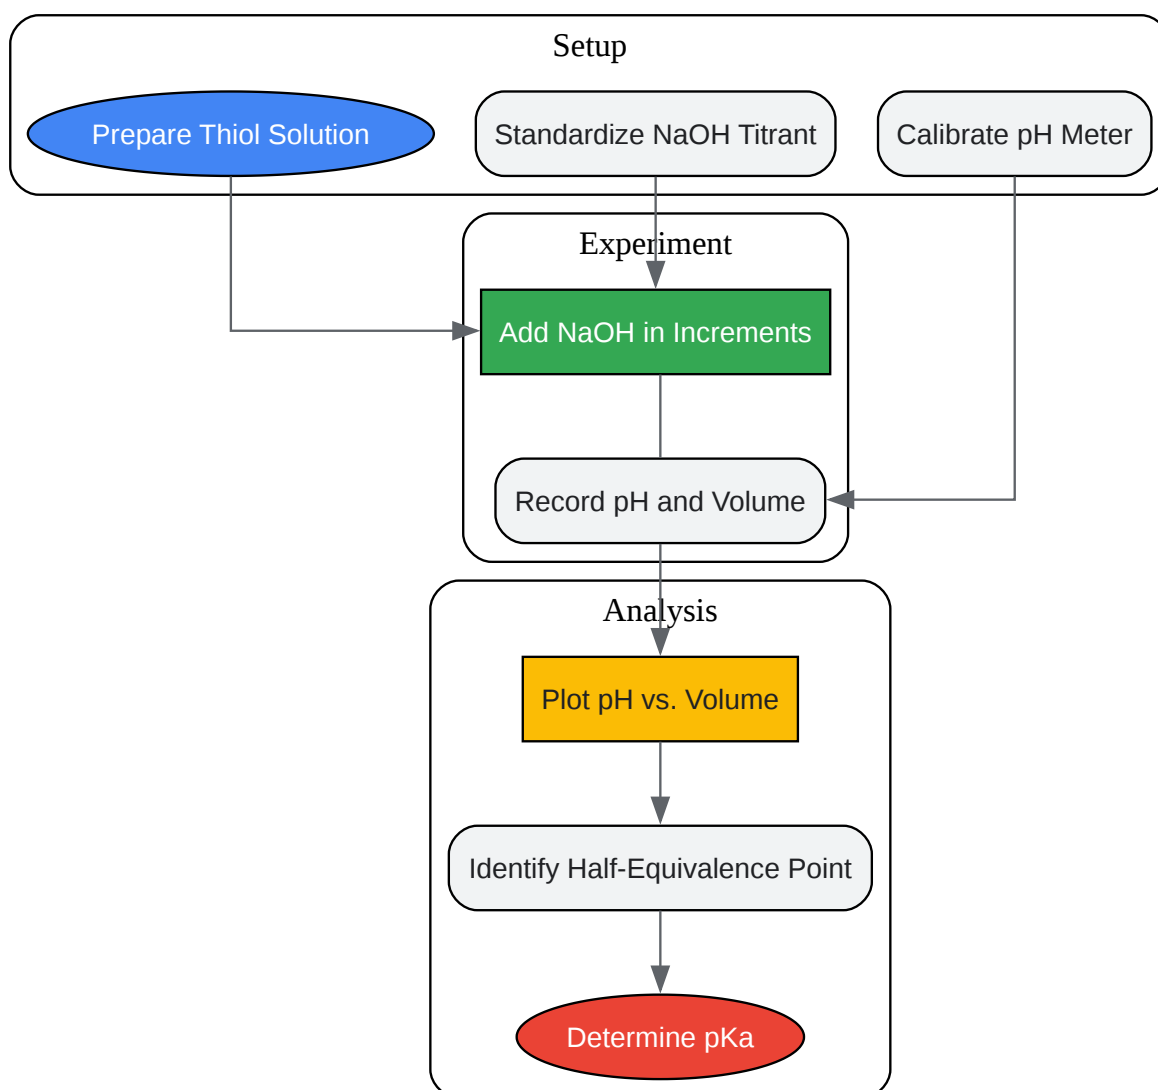 Setup
Prepare Thiol Solution
Standardize NaOH Titrant
Calibrate pH Meter
Experiment
Add NaOH in Increments
Record pH and Volume
Analysis
Plot pH vs. Volume
Identify Half-Equivalence Point
Determine pKa